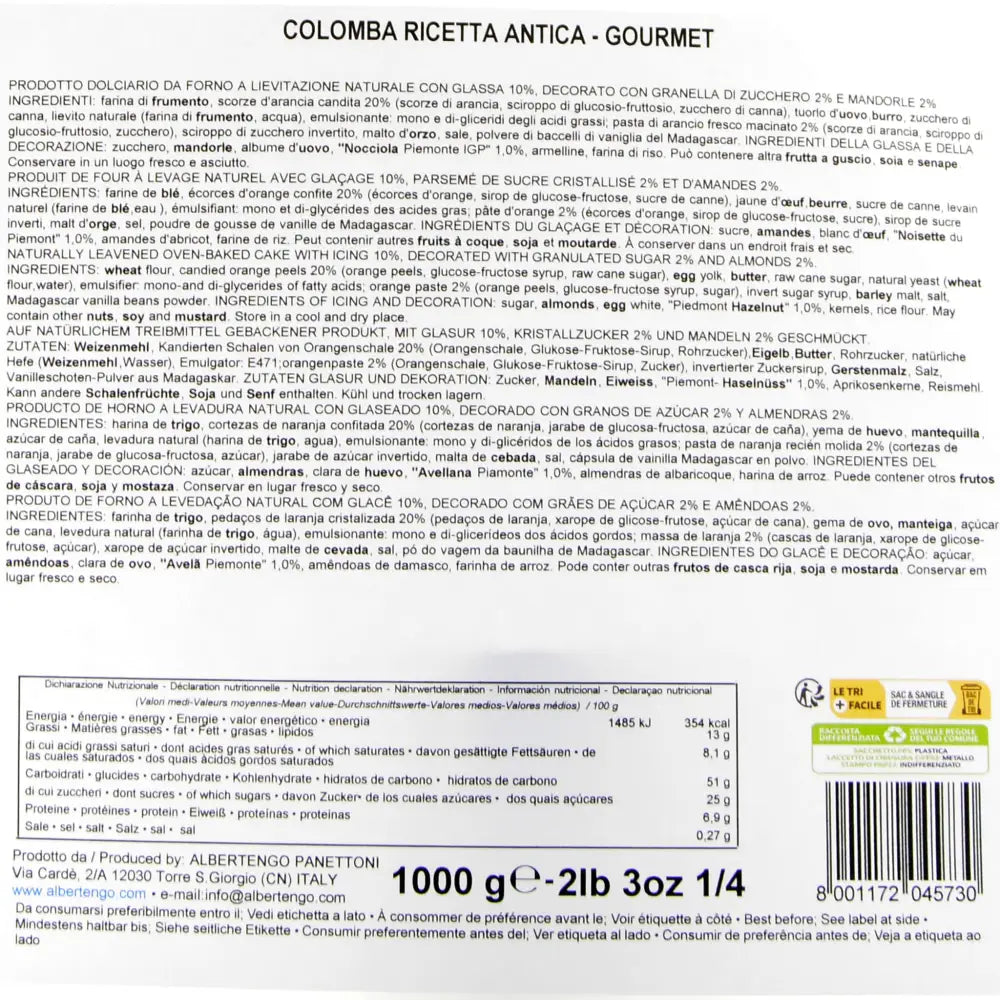 COLOMBA RICETTA ANTICA - GOURMET
PRODOTTO DOLCIARIO DA FORNO A LIEVITAZIONE NATURALE CON GLASSA 10%, DECORATO CON GRANELLA DI ZUCCHERO 2% E MANDORLE 2%
INGREDIENTI: farina di frumento, scorze d'arancia candita 20% (scorze di arancia, sciroppo di glucosio-fruttosio, zucchero di canna), tuorlo d'uovo, burro, zucchero di
canna, lievito naturale (farina di frumento, acqua), emulsionante: mono e di-gliceridi degli acidi grassi; pasta di arancio fresco macinato 2% (scorze di arancia, sciroppo di
glucosio-fruttosio, zucchero), sciroppo di zucchero invertito, malto d'orzo, sale, polvere di baccelli di vaniglia del Madagascar. INGREDIENTI DELLA GLASSA E DELLA
DECORAZIONE: zucchero, mandorle, albume d'uovo, "Nocciola Piemonte IGP" 1,0%, armelline, farina di riso. Può contenere altra frutta a guscio, soia e senape.
Conservare in un luogo fresco e asciutto.
PRODUIT DE FOUR À LEVAGE NATUREL AVEC GLAÇAGE 10%, PARSEMÉ DE SUCRE CRISTALLISÉ 2% ET D'AMANDES 2%.
INGRÉDIENTS: farine de blé, écorces d'orange confite 20% (écorces d'orange, sirop de glucose-fructose, sucre de canne), jaune d'œuf, beurre, sucre de canne, levain
naturel (farine de blé,eau ), émulsifiant: mono et di-glycérides des acides gras; pâte d'orange 2% (écorces d'orange, sirop de glucose-fructose, sucre), sirop de sucre
inverti, malt d'orge, sel, poudre de gousse de vanille de Madagascar. INGRÉDIENTS DU GLAÇAGE ET DÉCORATION: sucre, amandes, blanc d'œuf, "Noisette du
Piemont" 1,0%, amandes d'abricot, farine de riz. Peut contenir autres fruits à coque, soja et moutarde. À conserver dans un endroit frais et sec.
NATURALLY LEAVENED OVEN-BAKED CAKE WITH ICING 10%, DECORATED WITH GRANULATED SUGAR 2% AND ALMONDS 2%.
INGREDIENTS: wheat flour, candied orange peels 20% (orange peels, glucose-fructose syrup, raw cane sugar), egg yolk, butter, raw cane sugar, natural yeast (wheat
flour,water), emulsifier: mono-and di-glycerides of fatty acids; orange paste 2% (orange peels, glucose-fructose syrup, sugar), invert sugar syrup, barley malt, salt,
Madagascar vanilla beans powder. INGREDIENTS OF ICING AND DECORATION: sugar, almonds, egg white, "Piedmont Hazelnut" 1,0%, kernels, rice flour. May
contain other nuts, soy and mustard. Store in a cool and dry place.
AUF NATÜRLICHEM TREIBMITTEL GEBACKENER PRODUKT, MIT GLASUR 10%, KRISTALLZUCKER 2% UND MANDELN 2% GESCHMÜCKT.
ZUTATEN: Weizenmehl, Kandierten Schalen von Orangenschale 20% (Orangenschale, Glukose-Fruktose-Sirup, Rohrzucker),Eigelb,Butter, Rohrzucker, natürliche
Hefe (Weizenmehl,Wasser), Emulgator: E471;orangenpaste 2% (Orangenschale, Glukose-Fruktose-Sirup, Zucker), invertierter Zuckersirup, Gerstenmalz, Salz,
Vanilleschoten-Pulver aus Madagaskar. ZUTATEN GLASUR UND DEKORATION: Zucker, Mandeln, Eiweiss, "Piemont- Haselnüss" 1,0%, Aprikosenkerne, Reismehl.
Kann andere Schalenfrüchte, Soja und Senf enthalten. Kühl und trocken lagern.
PRODUCTO DE HORNO A LEVADURA NATURAL CON GLASEADO 10%, DECORADO CON GRANOS DE AZÚCAR 2% Y ALMENDRAS 2%.
INGREDIENTES: harina de trigo, cortezas de naranja confitada 20% (cortezas de naranja, jarabe de glucosa-fructosa, azúcar de caña), yema de huevo, mantequilla,
azúcar de caña, levadura natural (harina de trigo, agua), emulsionante: mono y di-glicéridos de los ácidos grasos; pasta de naranja recién molida 2% (cortezas de
naranja, jarabe de glucosa-fructosa, azúcar), jarabe de azúcar invertido, malta de cebada, sal, cápsula de vainilla Madagascar en polvo. INGREDIENTES DEL
GLASEADO Y DECORACIÓN: azúcar, almendras, clara de huevo, "Avellana Piamonte" 1,0%, almendras de albaricoque, harina de arroz. Puede contener otros frutos
de cáscara, soja y mostaza. Conservar en lugar fresco y seco.
PRODUTO DE FORNO A LEVEDAÇÃO NATURAL COM GLACÊ 10%, DECORADO COM GRÃES DE AÇÚCAR 2% E AMÊNDOAS 2%.
INGREDIENTES: farinha de trigo, pedaços de laranja cristalizada 20% (pedaços de laranja, xarope de glicose-frutose, açúcar de cana), gema de ovo, manteiga, açúcar
de cana, levedura natural (farinha de trigo, água), emulsionante: mono e di-glicerídeos dos ácidos gordos; massa de laranja 2% (cascas de laranja, xarope de glicose-
frutose, açúcar), xarope de açúcar invertido, malte de cevada, sal, pó do vagem da baunilha de Madagascar. INGREDIENTES DO GLACÊ E DECORAÇÃO: açúcar,
amêndoas, clara de ovo, "Avelã Piemonte" 1,0%, amêndoas de damasco, farinha de arroz. Pode conter outras frutos de casca rija, soja e mostarda. Conservar em
lugar fresco e seco.
Dichiarazione Nutrizionale - Déclaration nutritionnelle - Nutrition declaration - Nährwertdeklaration - Información nutricional - Declaraçao nutricional
(Valori medi-Valeurs moyennes-Mean value-Durchschnittswerte-Valores medios-Valores médios) / 100 g
Energia • énergie • energy • Energie • valor energético • energia 1485 kJ 354 kcal
Grassi • Matières grasses • fat • Fett • grasas • lipidos 13 g
di cui acidi grassi saturi • dont acides gras saturés • of which saturates • davon gesättigte Fettsäuren • de 8,1 g
las cuales saturados • dos quais ácidos gordos saturados
Carboidrati • glucides • carbohydrate • Kohlenhydrate • hidratos de carbono • hidratos de carbono 51 g
di cui zuccheri • dont sucres • of which sugars • davon Zucker• de los cuales azúcares • dos quais açúcares 25 g
Proteine • protéines • protein • Eiweiß • proteínas • proteínas 6,9 g
Sale • sel • salt • Salz • sal • sal 0,27 g
LE TRI
+ FACILE
SAC & SANGLE
DE FERMETURE
BAC
DE
TRI
RACCOLTA
DIFFERENZIATA
SEGUI LE REGOLE
DEL TUO COMUNE
SACCHETTO PP5 PLASTICA
LACCETTO DI CHIUSURA C/FE92 METALLO
STAMPO PAP21 INDIFFERENZIATO
Prodotto da / Produced by: ALBERTENGO PANETTONI
Via Cardè, 2/A 12030 Torre S.Giorgio (CN) ITALY
www.albertengo.com • e-mail:info@albertengo.com
1000 g℮-2lb 3oz 1/4
8 001172 045730
Da consumarsi preferibilmente entro il; Vedi etichetta a lato • À consommer de préférence avant le; Voir étiquette à côté • Best before; See label at side •
Mindestens haltbar bis; Siehe seitliche Etikette • Consumir preferentemente antes del; Ver etiqueta al lado • Consumir de preferência antes de; Veja a etiqueta ao
lado